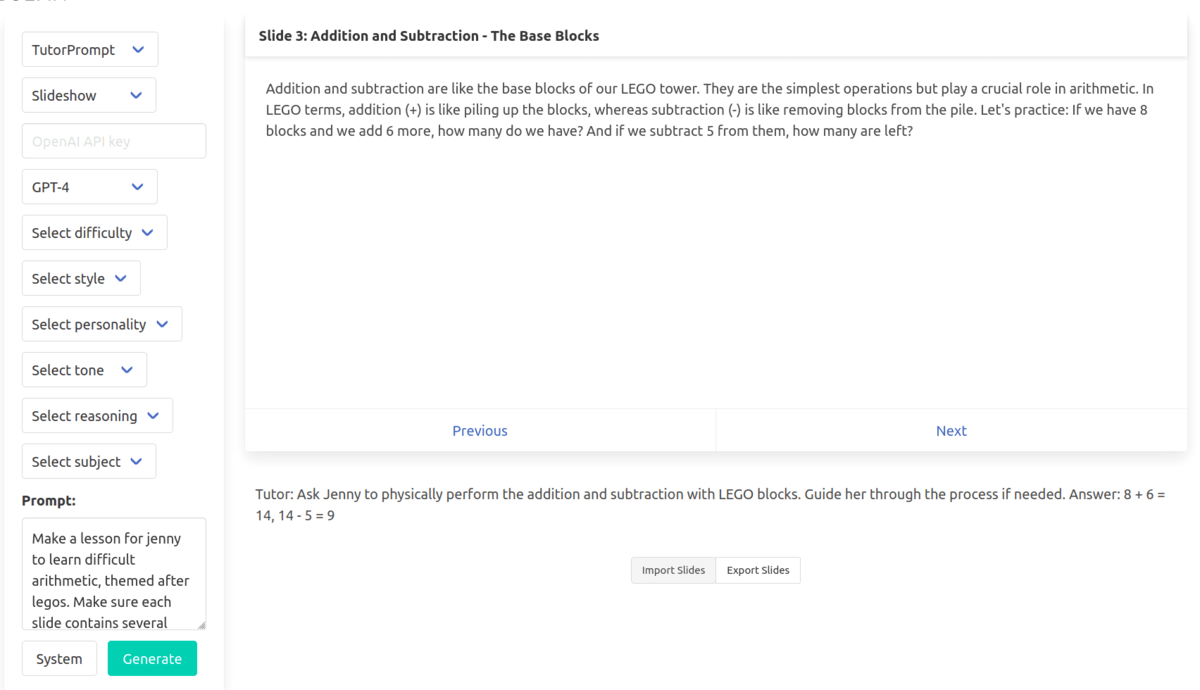 TutorPrompt
Slideshow
OpenAI API key
GPT-4
Select difficulty
Select style
Select personality
Select tone
Select reasoning
Select subject
Prompt:
Make a lesson for jenny
to learn difficult
arithmetic, themed after
legos. Make sure each
slide contains several
System
Generate
Slide 3: Addition and Subtraction - The Base Blocks
Addition and subtraction are like the base blocks of our LEGO tower. They are the simplest operations but play a crucial role in arithmetic. In
LEGO terms, addition (+) is like piling up the blocks, whereas subtraction (-) is like removing blocks from the pile. Let's practice: If we have 8
blocks and we add 6 more, how many do we have? And if we subtract 5 from them, how many are left?
Previous
Next
Tutor: Ask Jenny to physically perform the addition and subtraction with LEGO blocks. Guide her through the process if needed. Answer: 8 + 6 =
14, 14 - 5 = 9
Import Slides
Export Slides